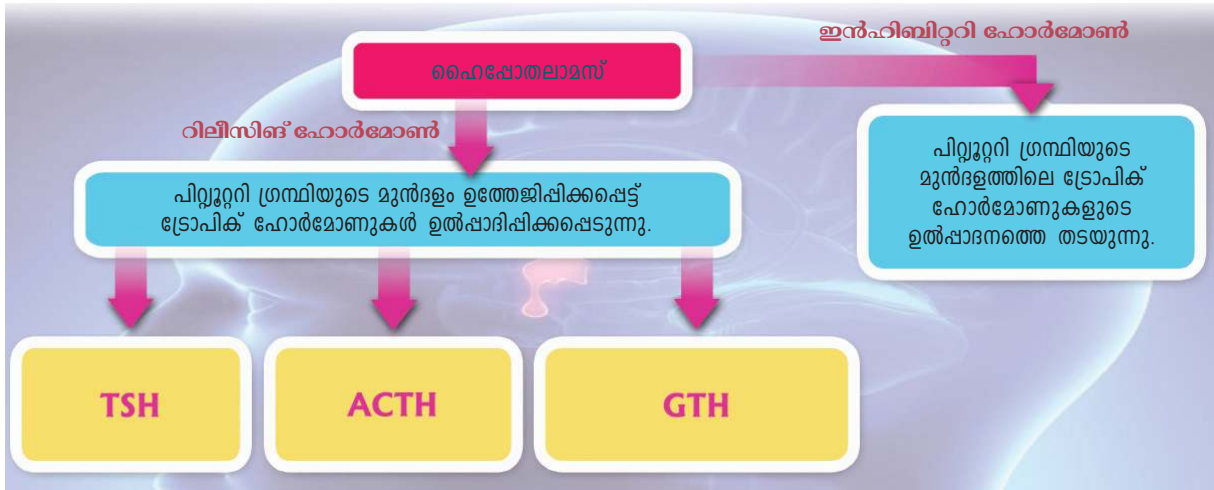 ഇൻഹിബിറ്ററി ഹോർമോൺ
ഹൈപ്പോതലാമസ്
റിലീസിങ് ഹോർമോൺ
പിറ്റ്യൂറ്ററി ഗ്രന്ഥിയുടെ മുൻദളം ഉത്തേജിപ്പിക്കപ്പെട്ട്
ട്രോപിക് ഹോർമോണുകൾ ഉൽപ്പാദിപ്പിക്കപ്പെടുന്നു.
പിറ്റ്യൂറ്ററി ഗ്രന്ഥിയുടെ
മുൻദളത്തിലെ ട്രോപിക്
ഹോർമോണുകളുടെ
ഉൽപ്പാദനത്തെ തടയുന്നു.
TSH
ACTH
GTH